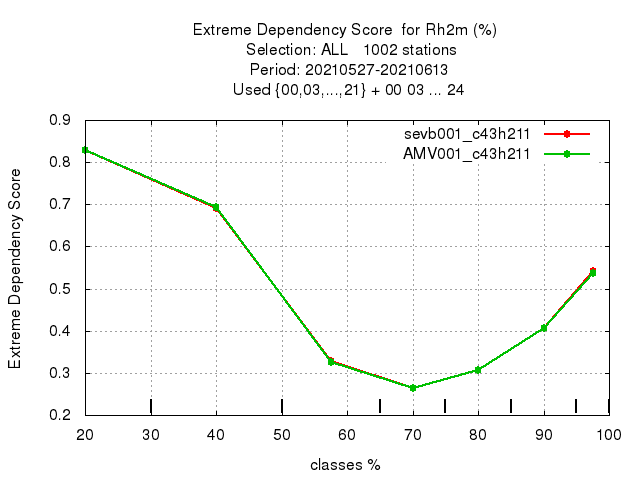 Extreme Dependency Score  for Rh2m (%)
Selection: ALL   1002 stations
Period: 20210527-20210613
Used {00,03,...,21} + 00 03 ... 24
sevb001_c43h211
AMV001_c43h211
Extreme Dependency Score
0.9
0.8
0.7
0.6
0.5
0.4
0.3
0.2
20 30 40 50 60 70 80 90 100
classes %